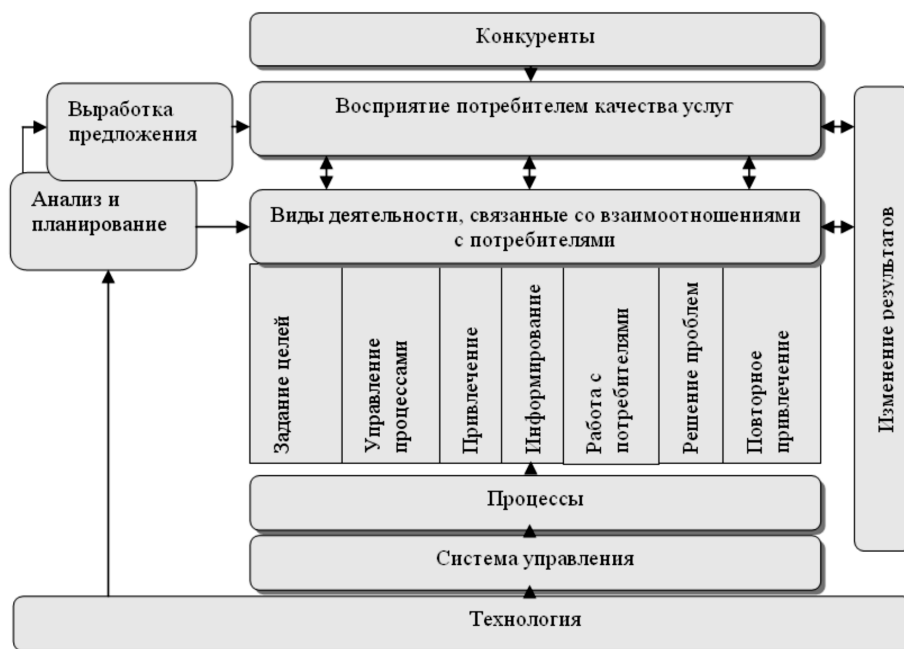 Конкуренты
Выработка
предложения
Восприятие потребителем качества услуг
Анализ и
планирование
Виды деятельности, связанные со взаимоотношениями
с потребителями
Задание целей
Управление
процессами
Привлечение
Информирование
Работа с
потребителями
Решение проблем
Повторное
привлечение
Изменение результатов
Процессы
Система управления
Технология